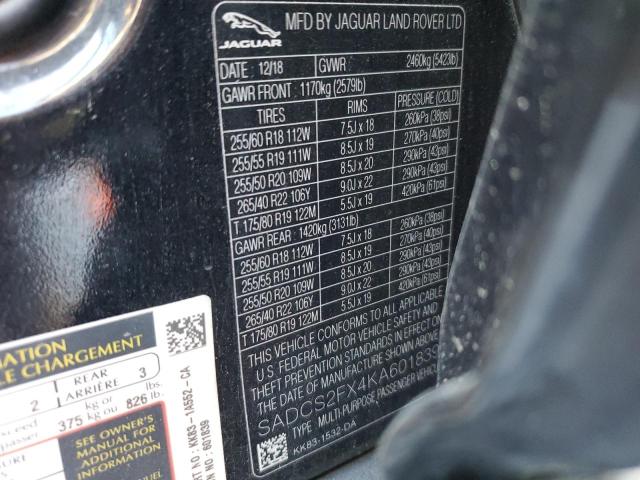 JAGUAR
MFD BY JAGUAR LAND ROVER LTD
DATE 12/18 GVWR 2460kg (5423lb)
GAWR FRONT 1170kg (2579lb)
TIRES RIMS PRESSURE (COLD)
255/60 R18 112W 7.5J x 18 260kPa (38psi)
255/55 R19 111W 8.5J x 19 270kPa (40psi)
255/50 R20 109W 8.5J x 20 290kPa (43psi)
265/40 R22 106Y 9.0J x 22 290kPa (43psi)
T 175/80 R19 122M 5.5J x 19 420kPa (61psi)
GAWR REAR 1420kg (3131lb)
255/60 R18 112W 7.5J x 18 260kPa (38psi)
255/55 R19 111W 8.5J x 19 270kPa (40psi)
255/50 R20 109W 8.5J x 20 290kPa (43psi)
265/40 R22 106Y 9.0J x 22 290kPa (43psi)
T 175/80 R19 122M 5.5J x 19 420kPa (61psi)
THIS VEHICLE CONFORMS TO ALL APPLICABLE
U.S. FEDERAL MOTOR VEHICLE SAFETY AND
THEFT PREVENTION STANDARDS IN EFFECT
SADCS2FX4KA601839
TYPE MULTI-PURPOSE PASSENGER VEHICLE
KK83-1532-DA
MATION
LE CHARGEMENT
2 REAR ARRIÈRE 3
exceed 375 kg or kg ou 826 lbs. lb.
SEE OWNER'S
MANUAL FOR
ADDITIONAL
INFORMATION
KK83-1A552-CA
601839